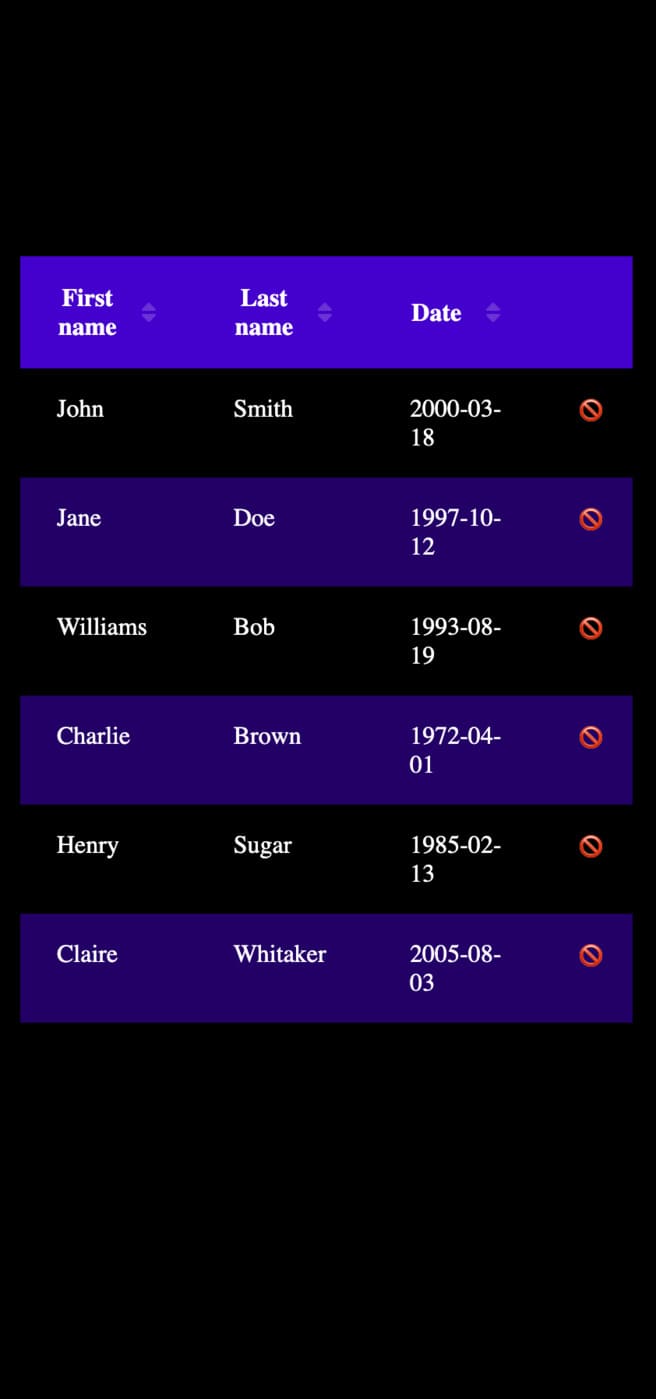 First name Last name Date
John Smith 2000-03-18
Jane Doe 1997-10-12
Williams Bob 1993-08-19
Charlie Brown 1972-04-01
Henry Sugar 1985-02-13
Claire Whitaker 2005-08-03